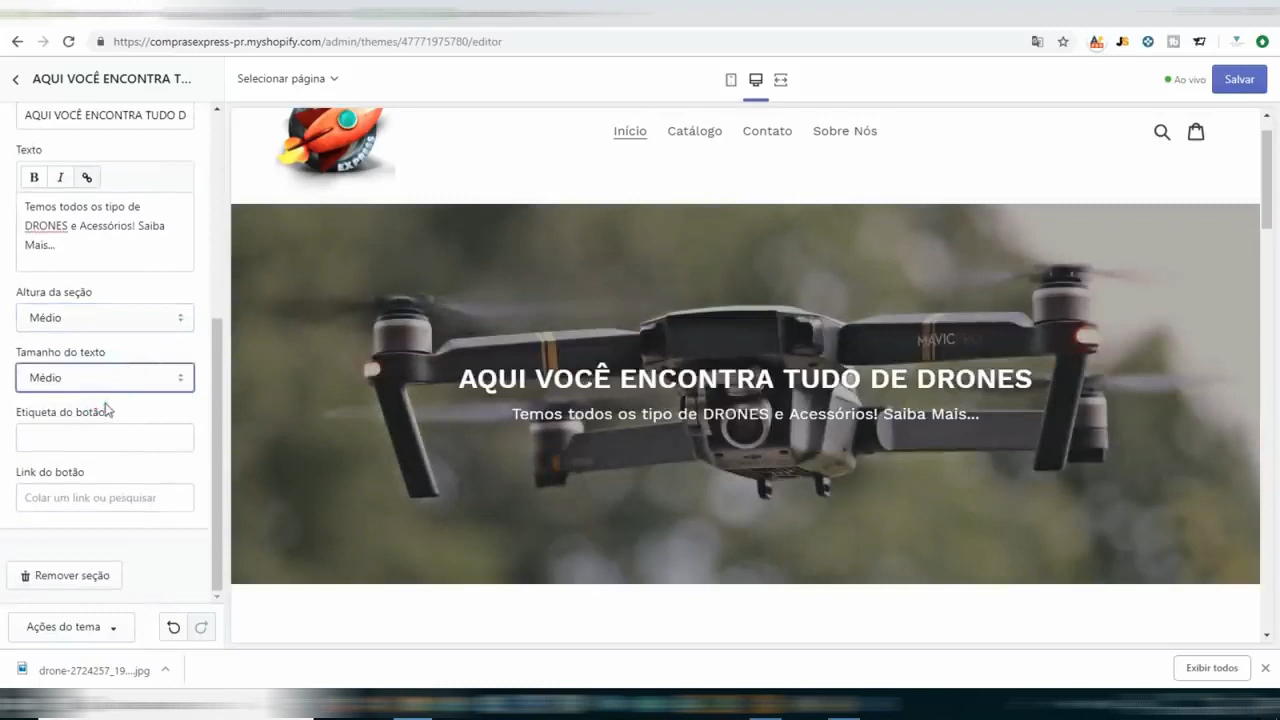 https://comprasexpress-pr.myshopify.com/admin/themes/47771975780/editor
AQUI VOCÊ ENCONTRA T...
Selecionar página
Ao vivo
Salvar
AQUI VOCÊ ENCONTRA TUDO D
Texto
B I
Temos todos os tipo de
DRONES e Acessórios! Saiba
Mais...
Altura da seção
Médio
Tamanho do texto
Médio
Etiqueta do botão
Link do botão
Colar um link ou pesquisar
Remover seção
Ações do tema
EXPRESS
Início Catálogo Contato Sobre Nós
MAVIC
AQUI VOCÊ ENCONTRA TUDO DE DRONES
Temos todos os tipo de DRONES e Acessórios! Saiba Mais...
drone-2724257_19....jpg
Exibir todos